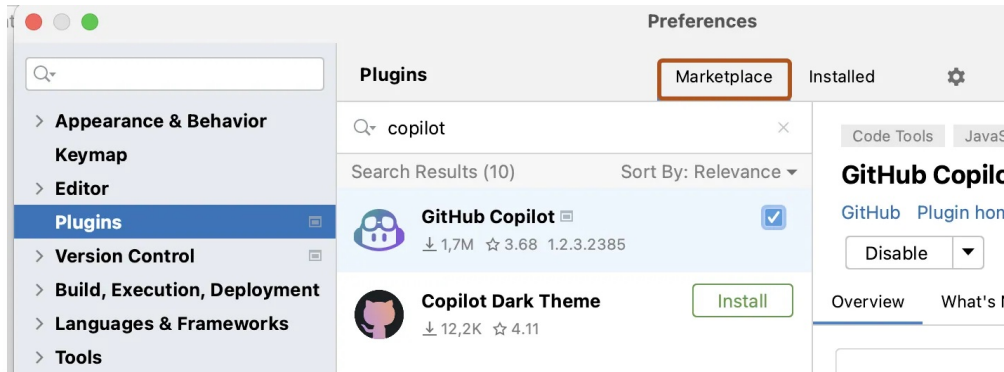 Preferences
Appearance & Behavior
Keymap
Editor
Plugins
Version Control
Build, Execution, Deployment
Languages & Frameworks
Tools
Plugins
Marketplace
Installed
copilot
Search Results (10)
Sort By: Relevance
GitHub Copilot
1,7M 3.68 1.2.3.2385
Copilot Dark Theme
Install
12,2K 4.11
Code Tools
GitHub
GitHub Plugin
Disable
Overview
What's